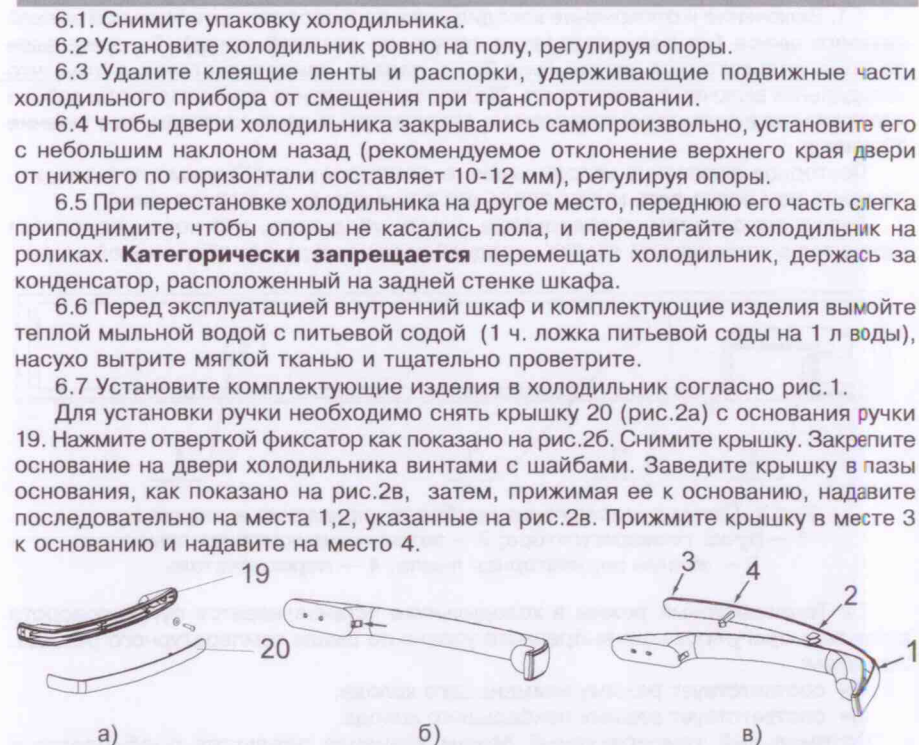 6.1. Снимите упаковку холодильника.
6.2 Установите холодильник ровно на полу, регулируя опоры.
6.3 Удалите клеящие ленты и распорки, удерживающие подвижные части
холодильного прибора от смещения при транспортировании.
6.4 Чтобы двери холодильника закрывались самопроизвольно, установите его
с небольшим наклоном назад (рекомендуемое отклонение верхнего края двери
от нижнего по горизонтали составляет 10-12 мм), регулируя опоры.
6.5 При перестановке холодильника на другое место, переднюю его часть слегка
приподнимите, чтобы опоры не касались пола, и передвигайте холодильник на
роликах. Категорически запрещается перемещать холодильник, держась за
конденсатор, расположенный на задней стенке шкафа.
6.6 Перед эксплуатацией внутренний шкаф и комплектующие изделия вымойте
теплой мыльной водой с питьевой содой (1 ч. ложка питьевой соды на 1 л воды),
насухо вытрите мягкой тканью и тщательно проветрите.
6.7 Установите комплектующие изделия в холодильник согласно рис.1.
Для установки ручки необходимо снять крышку 20 (рис.2а) с основания ручки
19. Нажмите отверткой фиксатор как показано на рис.2б. Снимите крышку. Закрепите
основание на двери холодильника винтами с шайбами. Заведите крышку в пазы
основания, как показано на рис.2в, затем, прижимая ее к основанию, надавите
последовательно на места 1,2, указанные на рис.2в. Прижмите крышку в месте 3
к основанию и надавите на место 4.
19
20
3
4
2
1
а)
б)
в)